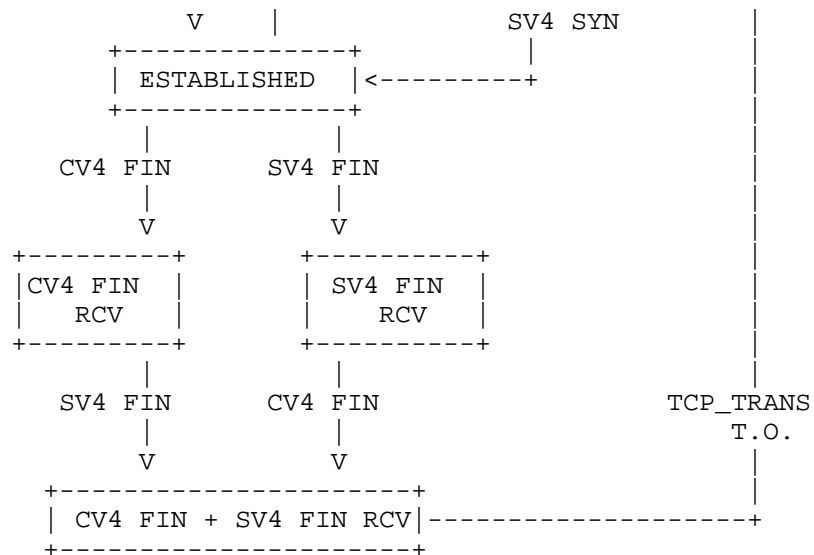 V | SV4 SYN |
+--------------+ | |
| ESTABLISHED |<---------+ |
+--------------+ |
| | |
CV4 FIN SV4 FIN |
| | |
V V |
+---------+ +----------+ |
|CV4 FIN | | SV4 FIN | |
| RCV | | RCV | |
+---------+ +----------+ |
| | |
SV4 FIN CV4 FIN TCP_TRANS
| | T.O.
V V |
+----------------------+ |
| CV4 FIN + SV4 FIN RCV|--------------------+
+----------------------+